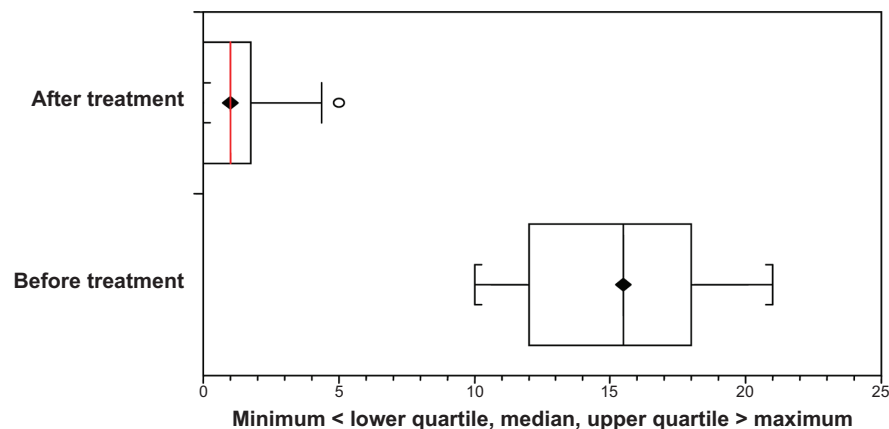 After treatment
Before treatment
0 5 10 15 20 25
Minimum < lower quartile, median, upper quartile > maximum